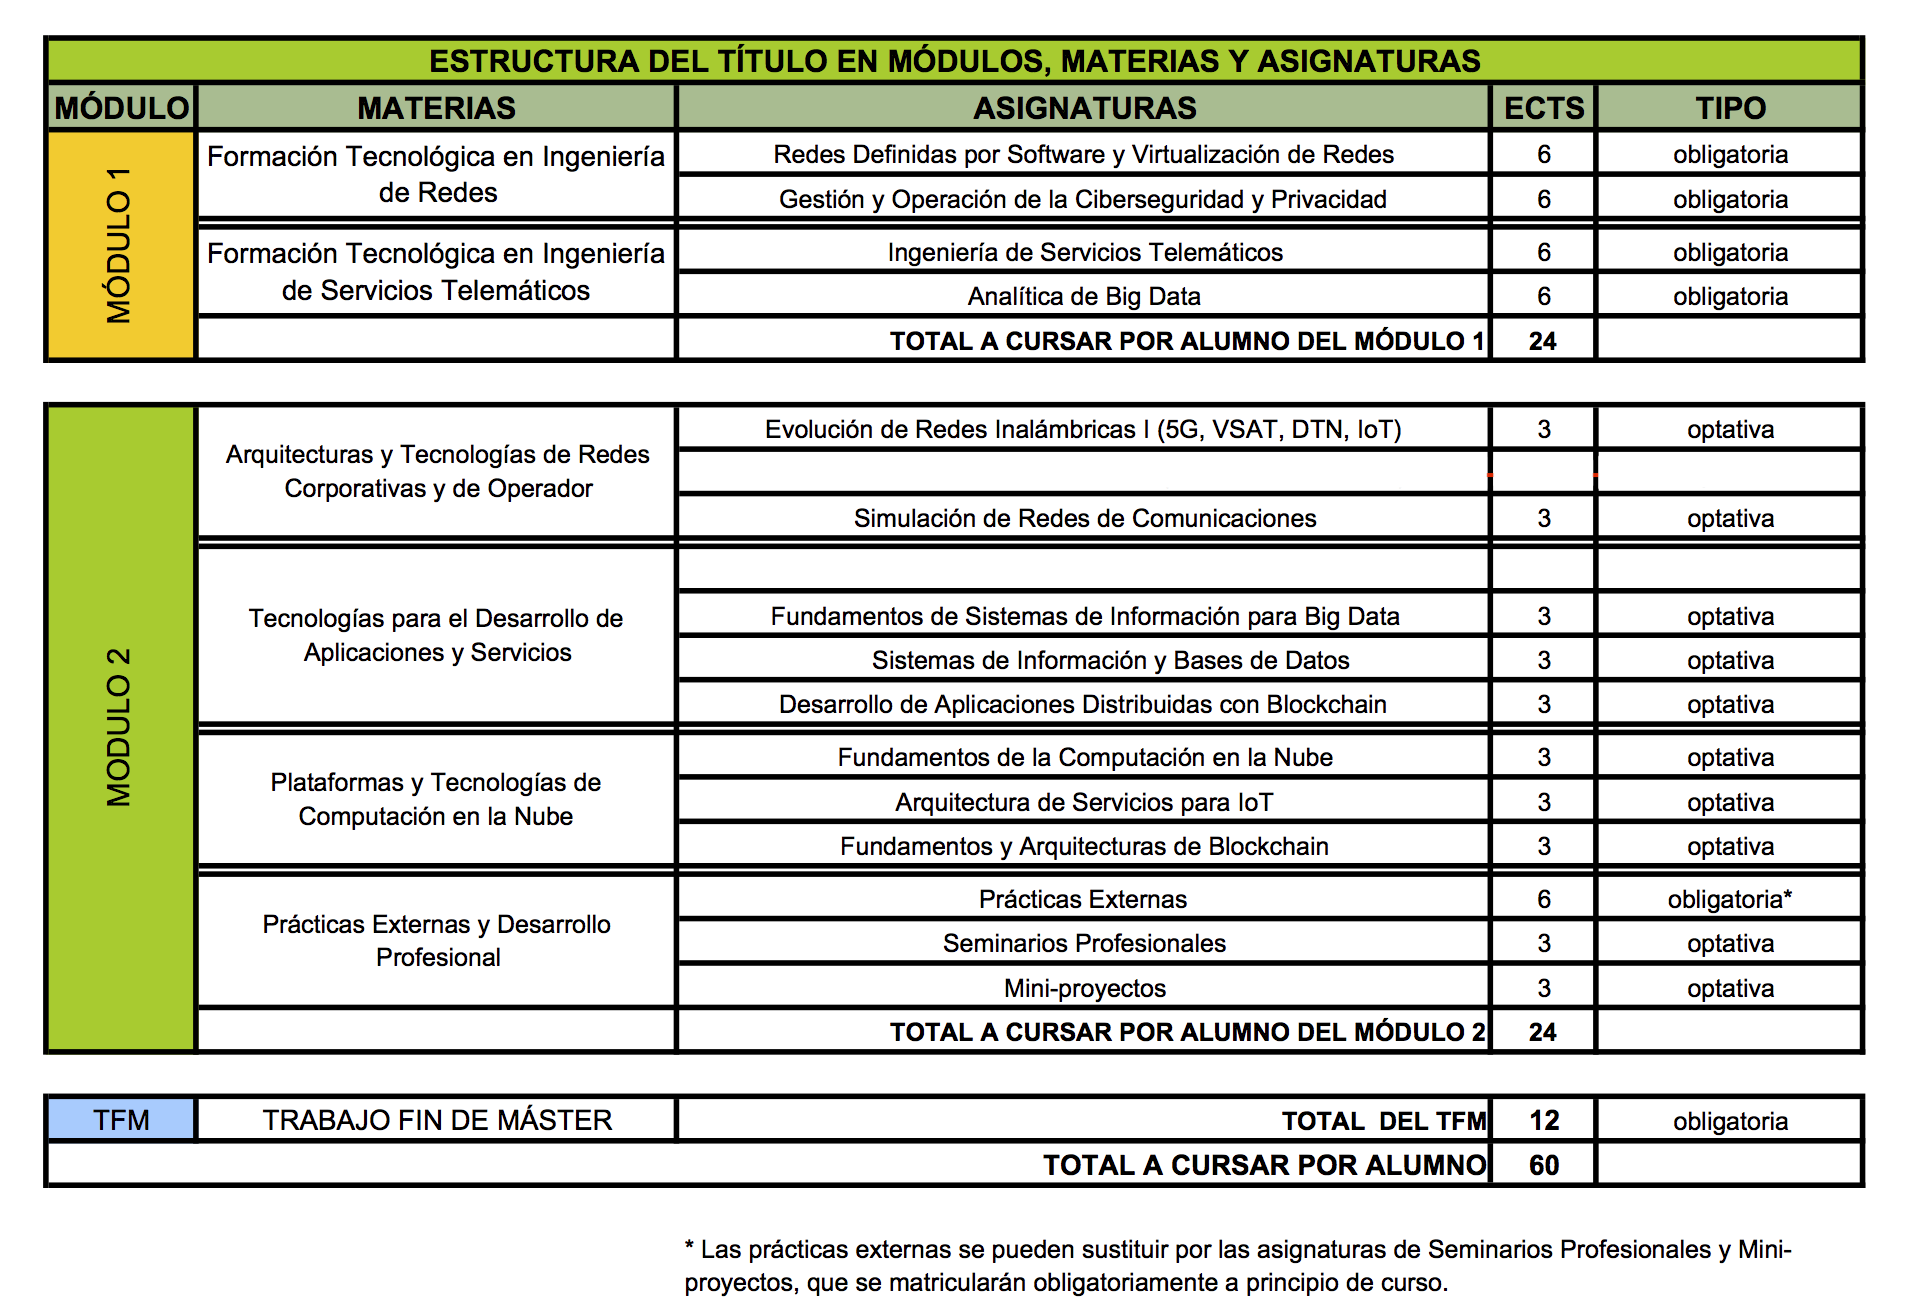 ESTRUCTURA DEL TÍTULO EN MÓDULOS, MATERIAS Y ASIGNATURAS
MÓDULO MATERIAS ASIGNATURAS ECTS TIPO
MÓDULO 1
Formación Tecnológica en Ingeniería
de Redes
Redes Definidas por Software y Virtualización de Redes 6 obligatoria
Gestión y Operación de la Ciberseguridad y Privacidad 6 obligatoria
Formación Tecnológica en Ingeniería
de Servicios Telemáticos
Ingeniería de Servicios Telemáticos 6 obligatoria
Analítica de Big Data 6 obligatoria
TOTAL A CURSAR POR ALUMNO DEL MÓDULO 1 24
MODULO 2
Arquitecturas y Tecnologías de Redes
Corporativas y de Operador
Evolución de Redes Inalámbricas I (5G, VSAT, DTN, IoT) 3 optativa
Simulación de Redes de Comunicaciones 3 optativa
Tecnologías para el Desarrollo de
Aplicaciones y Servicios
Fundamentos de Sistemas de Información para Big Data 3 optativa
Sistemas de Información y Bases de Datos 3 optativa
Desarrollo de Aplicaciones Distribuidas con Blockchain 3 optativa
Plataformas y Tecnologías de
Computación en la Nube
Fundamentos de la Computación en la Nube 3 optativa
Arquitectura de Servicios para IoT 3 optativa
Fundamentos y Arquitecturas de Blockchain 3 optativa
Prácticas Externas y Desarrollo
Profesional
Prácticas Externas 6 obligatoria*
Seminarios Profesionales 3 optativa
Mini-proyectos 3 optativa
TOTAL A CURSAR POR ALUMNO DEL MÓDULO 2 24
TFM TRABAJO FIN DE MÁSTER TOTAL DEL TFM 12 obligatoria
TOTAL A CURSAR POR ALUMNO 60
* Las prácticas externas se pueden sustituir por las asignaturas de Seminarios Profesionales y Mini-
proyectos, que se matricularán obligatoriamente a principio de curso.